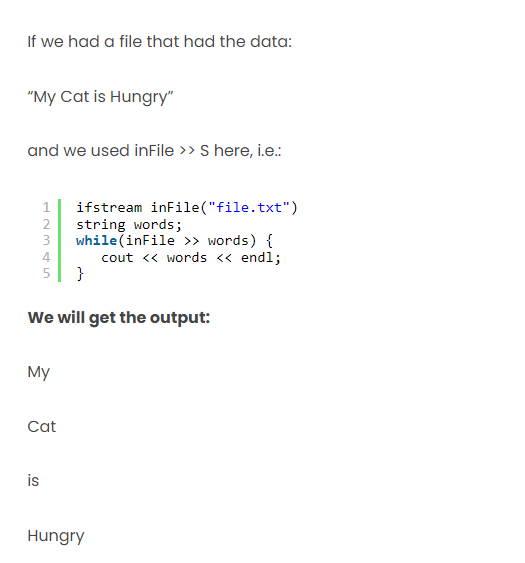 If we had a file that had the data:
“My Cat is Hungry”
and we used inFile >> S here, i.e.:
1 ifstream inFile("file.txt")
2 string words;
3 while(inFile >> words) {
4    cout << words << endl;
5 }
We will get the output:
My
Cat
is
Hungry